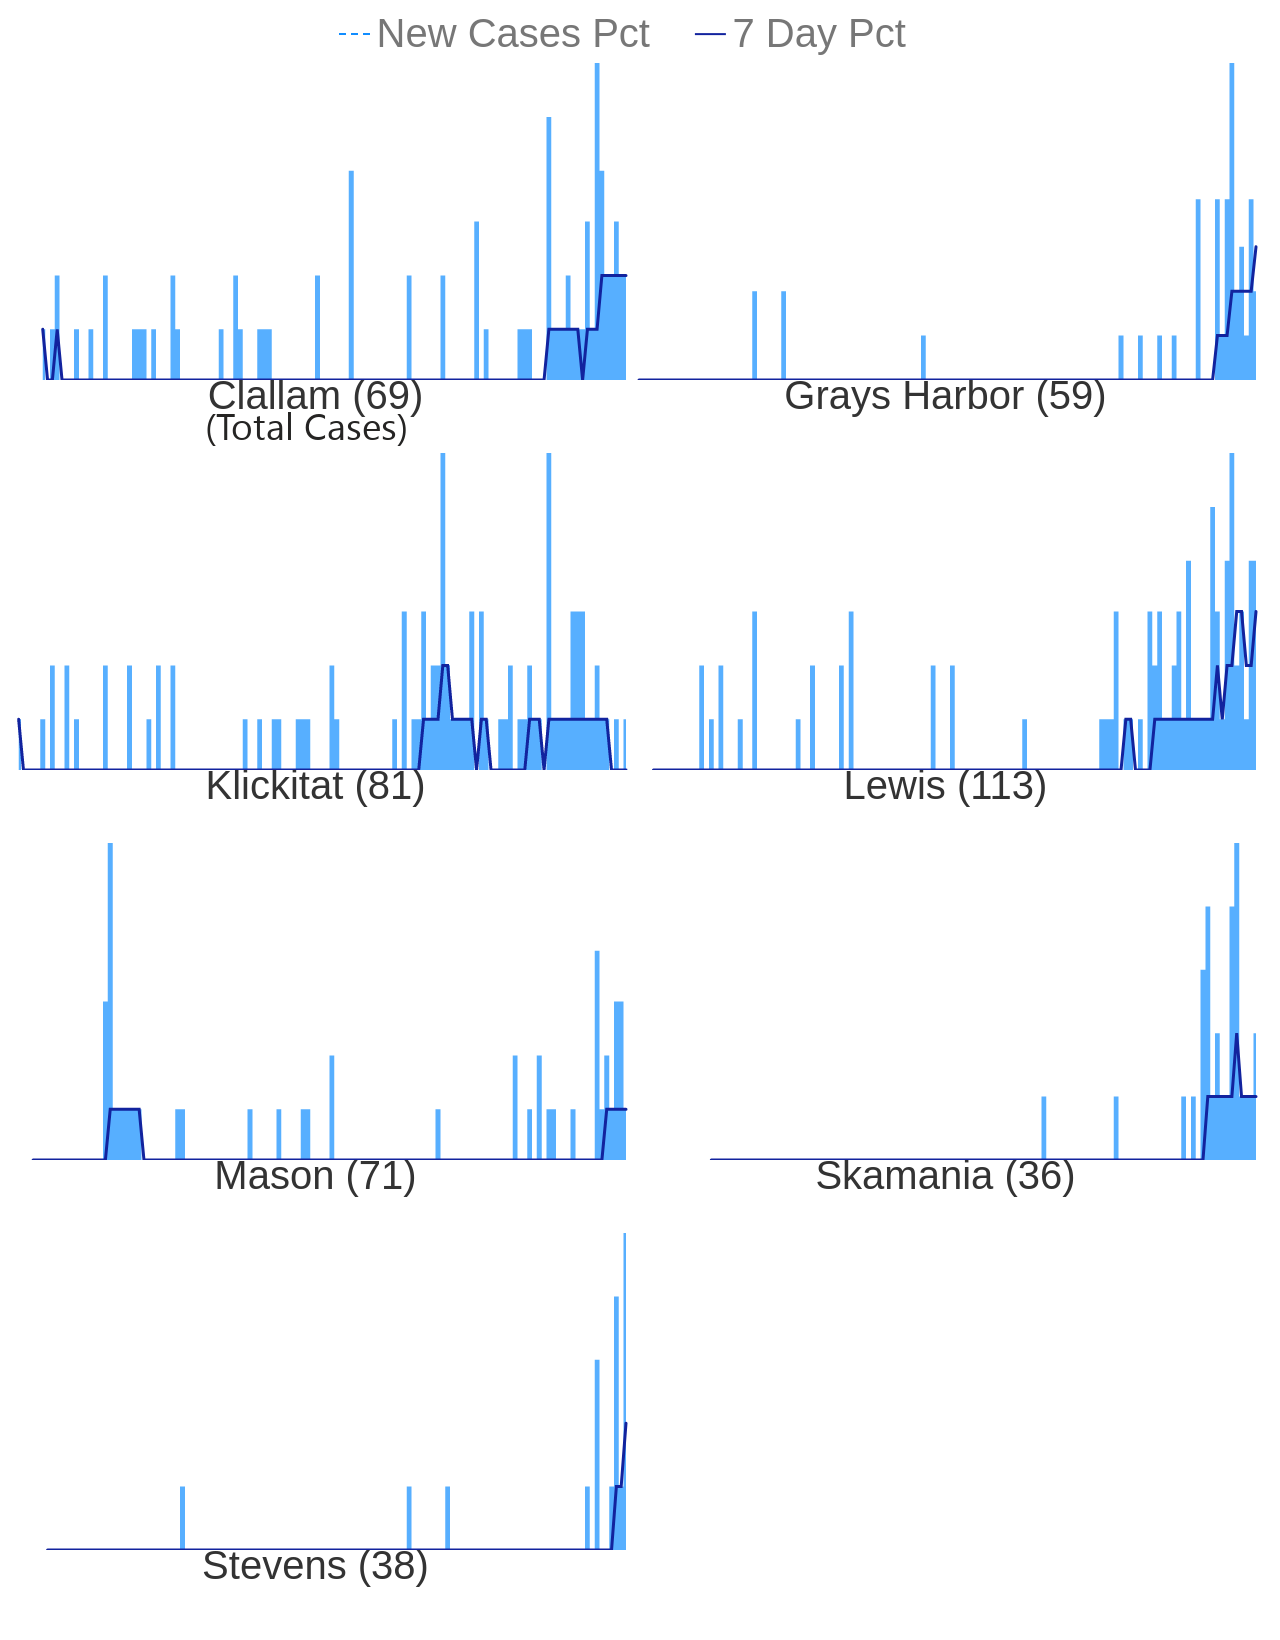 New Cases Pct 7 Day Pct
Clallam (69)
(Total Cases)
Grays Harbor (59)
Klickitat (81)
Lewis (113)
Mason (71)
Skamania (36)
Stevens (38)